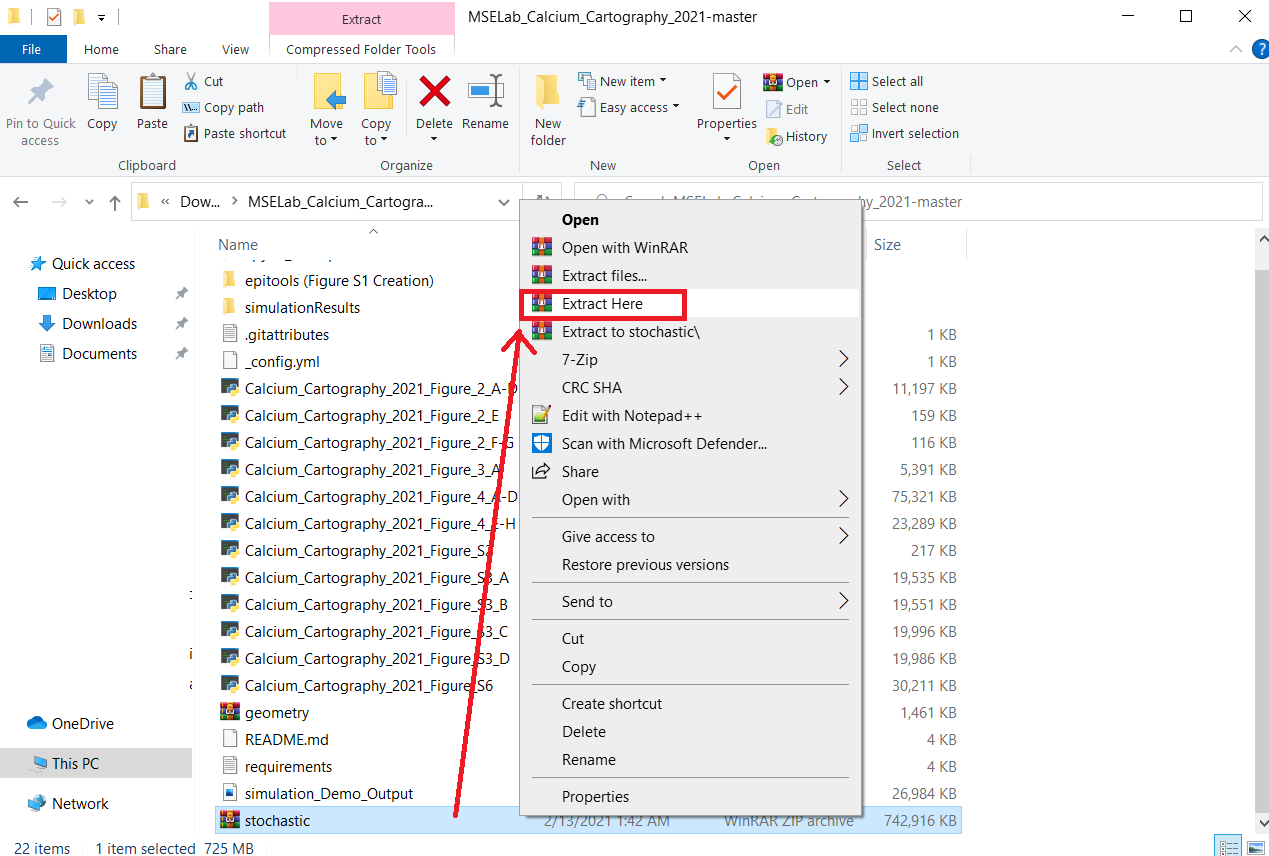 Extract
MSELab_Calcium_Cartography_2021-master
File
Home
Share
View
Compressed Folder Tools
Pin to Quick access
Copy
Paste
Cut
Copy path
Paste shortcut
Clipboard
Move to
Copy to
Delete
Rename
Organize
New folder
New item
Easy access
New
Properties
Open
Edit
History
Open
Select all
Select none
Invert selection
Select
« Dow... > MSELab_Calcium_Cartogra...
_2021-master
Name
Size
Quick access
Desktop
Downloads
Documents
OneDrive
This PC
Network
epitools (Figure S1 Creation)
simulationResults
.gitattributes 1 KB
_config.yml 1 KB
Calcium_Cartography_2021_Figure_2_A-D 11,197 KB
Calcium_Cartography_2021_Figure_2_E 159 KB
Calcium_Cartography_2021_Figure_2_F-G 116 KB
Calcium_Cartography_2021_Figure_3_A 5,391 KB
Calcium_Cartography_2021_Figure_4_A-D 75,321 KB
Calcium_Cartography_2021_Figure_4_E-H 23,289 KB
Calcium_Cartography_2021_Figure_S2 217 KB
Calcium_Cartography_2021_Figure_S3_A 19,535 KB
Calcium_Cartography_2021_Figure_S3_B 19,551 KB
Calcium_Cartography_2021_Figure_S3_C 19,996 KB
Calcium_Cartography_2021_Figure_S3_D 19,986 KB
Calcium_Cartography_2021_Figure_S6 30,211 KB
geometry 1,461 KB
README.md 4 KB
requirements 4 KB
simulation_Demo_Output 26,984 KB
stochastic 2/13/2021 1:42 AM WinRAR ZIP archive 742,916 KB
Open
Open with WinRAR
Extract files...
Extract Here
Extract to stochastic\
7-Zip
CRC SHA
Edit with Notepad++
Scan with Microsoft Defender...
Share
Open with
Give access to
Restore previous versions
Send to
Cut
Copy
Create shortcut
Delete
Rename
Properties
22 items
1 item selected 725 MB